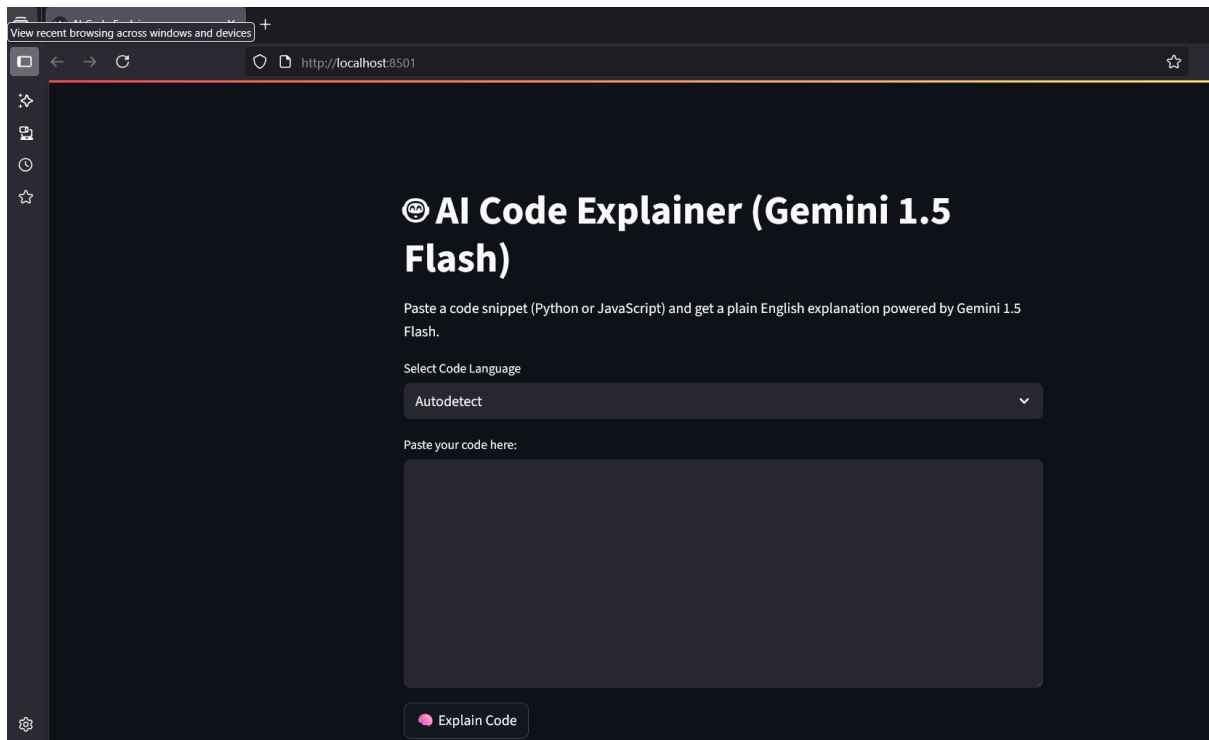 View recent browsing across windows and devices
http://localhost:8501
AI Code Explainer (Gemini 1.5
Flash)
Paste a code snippet (Python or JavaScript) and get a plain English explanation powered by Gemini 1.5
Flash.
Select Code Language
Autodetect
Paste your code here:
Explain Code